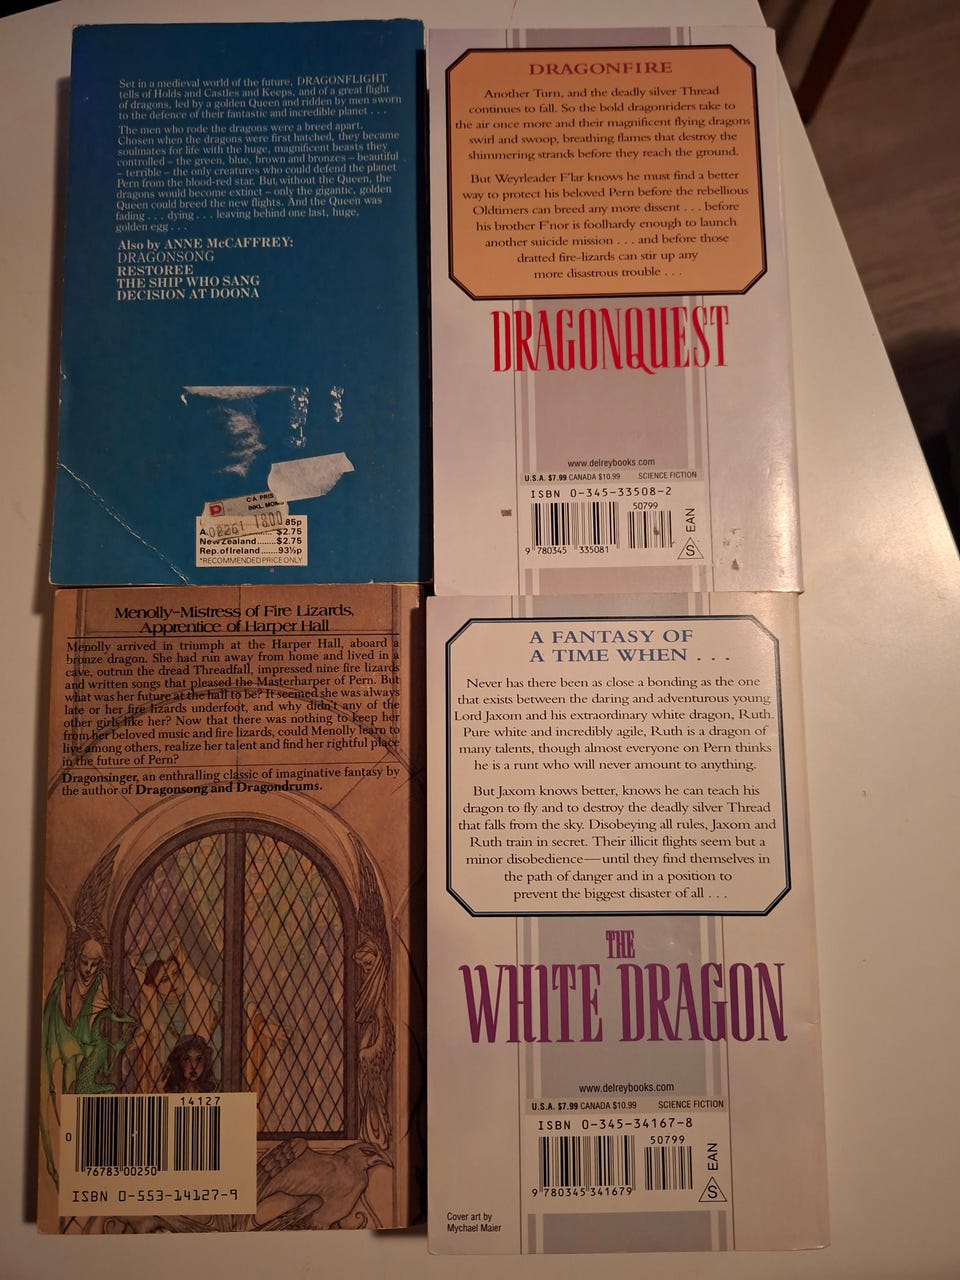 Set in a medieval world of the future, DRAGONFLIGHT
tells of Holds and Castles and Keeps, and of a great flight
of dragons, led by a golden Queen and ridden by men sworn
to the defence of their fantastic and incredible planet . . .
The men who rode the dragons were a breed apart.
Chosen when the dragons were first hatched, they became
soulmates for life with the huge, magnificent beasts they
controlled – the green, blue, brown and bronzes – beautiful
– terrible – the only creatures who could defend the planet
Pern from the blood-red star. But without the Queen, the
dragons would become extinct – only the gigantic, golden
Queen could breed the new flights. And the Queen was
fading . . . dying . . . leaving behind one last, huge,
golden egg . . .
Also by ANNE McCAFFREY:
DRAGONSONG
RESTOREE
THE SHIP WHO SANG
DECISION AT DOONA
CA PRIS
INKL MOMS
08261 1800
85p
A
$2.75
New Zealand........$2.75
Rep. of Ireland.......93½p
*RECOMMENDED PRICE ONLY
DRAGONFIRE
Another Turn, and the deadly silver Thread
continues to fall. So the bold dragonriders take to
the air once more and their magnificent flying dragons
swirl and swoop, breathing flames that destroy the
shimmering strands before they reach the ground.
But Weyrleader F'lar knows he must find a better
way to protect his beloved Pern before the rebellious
Oldtimers can breed any more dissent . . . before
his brother F'nor is foolhardy enough to launch
another suicide mission . . . and before those
dratted fire-lizards can stir up any
more disastrous trouble . . .
DRAGONQUEST
www.delreybooks.com
U.S.A. $7.99 CANADA $10.99 SCIENCE FICTION
ISBN 0-345-33508-2
50799
9 780345 335081
EAN
S
Menolly–Mistress of Fire Lizards,
Apprentice of Harper Hall
Menolly arrived in triumph at the Harper Hall, aboard a
bronze dragon. She had run away from home and lived in a
cave, outrun the dread Threadfall, impressed nine fire lizards
and written songs that pleased the Masterharper of Pern. But
what was her future at the hall to be? It seemed she was always
late or her fire lizards underfoot, and why didn't any of the
other girls like her? Now that there was nothing to keep her
from her beloved music and fire lizards, could Menolly learn to
live among others, realize her talent and find her rightful place
in the future of Pern?
Dragonsinger, an enthralling classic of imaginative fantasy by
the author of Dragonsong and Dragondrums.
14127
0
76783 00250
ISBN 0-553-14127-9
A FANTASY OF
A TIME WHEN . . .
Never has there been as close a bonding as the one
that exists between the daring and adventurous young
Lord Jaxom and his extraordinary white dragon, Ruth.
Pure white and incredibly agile, Ruth is a dragon of
many talents, though almost everyone on Pern thinks
he is a runt who will never amount to anything.
But Jaxom knows better, knows he can teach his
dragon to fly and to destroy the deadly silver Thread
that falls from the sky. Disobeying all rules, Jaxom and
Ruth train in secret. Their illicit flights seem but a
minor disobedience—until they find themselves in
the path of danger and in a position to
prevent the biggest disaster of all . . .
THE
WHITE DRAGON
www.delreybooks.com
U.S.A. $7.99 CANADA $10.99 SCIENCE FICTION
ISBN 0-345-34167-8
50799
9 780345 341679
EAN
S
Cover art by
Mychael Maier